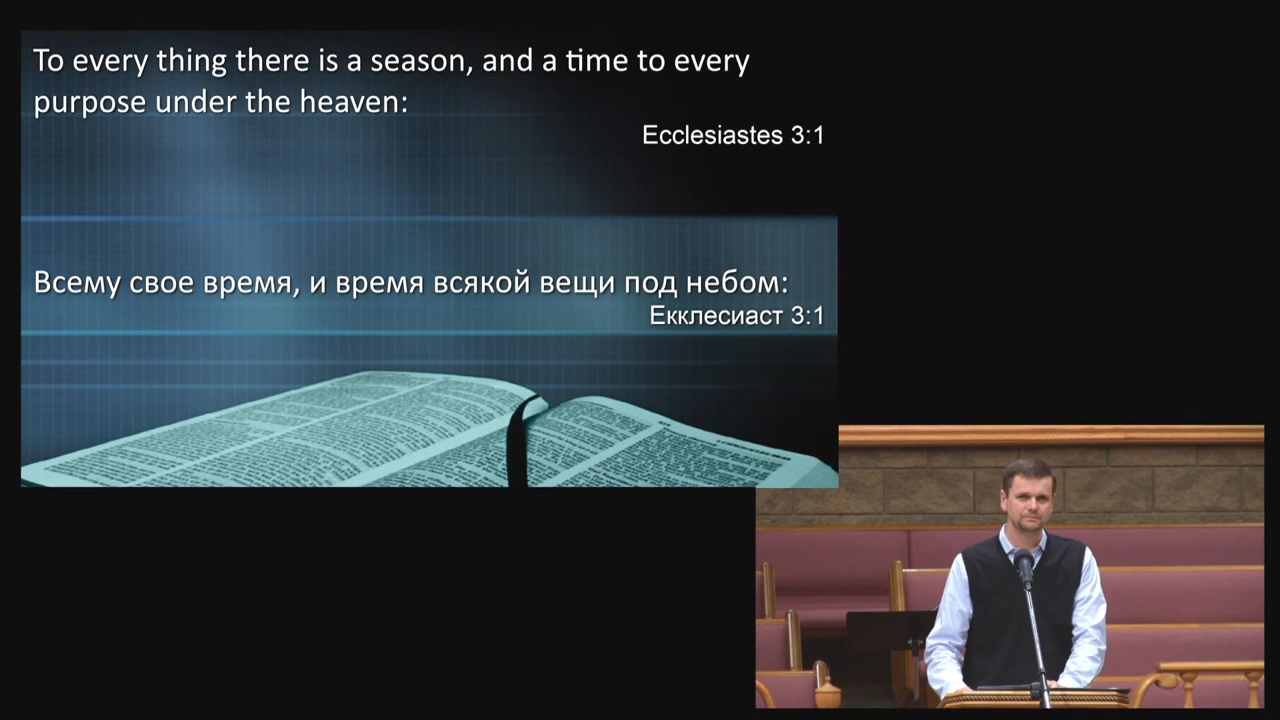 To every thing there is a season, and a time to every
purpose under the heaven:
Ecclesiastes 3:1
Всему свое время, и время всякой вещи под небом:
Екклесиаст 3:1